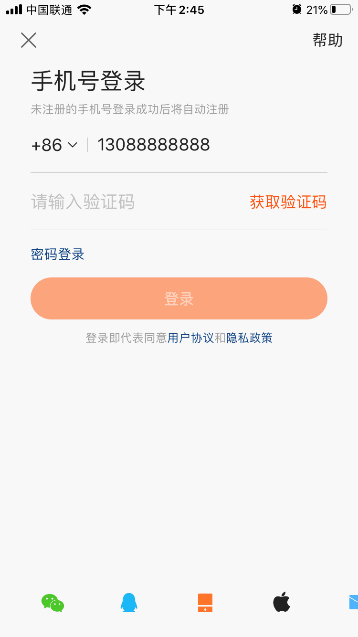 中国联通 下午2:45 21%
帮助
手机号登录
未注册的手机号登录成功后将自动注册
+86 13088888888
请输入验证码 获取验证码
密码登录
登录
登录即代表同意用户协议和隐私政策